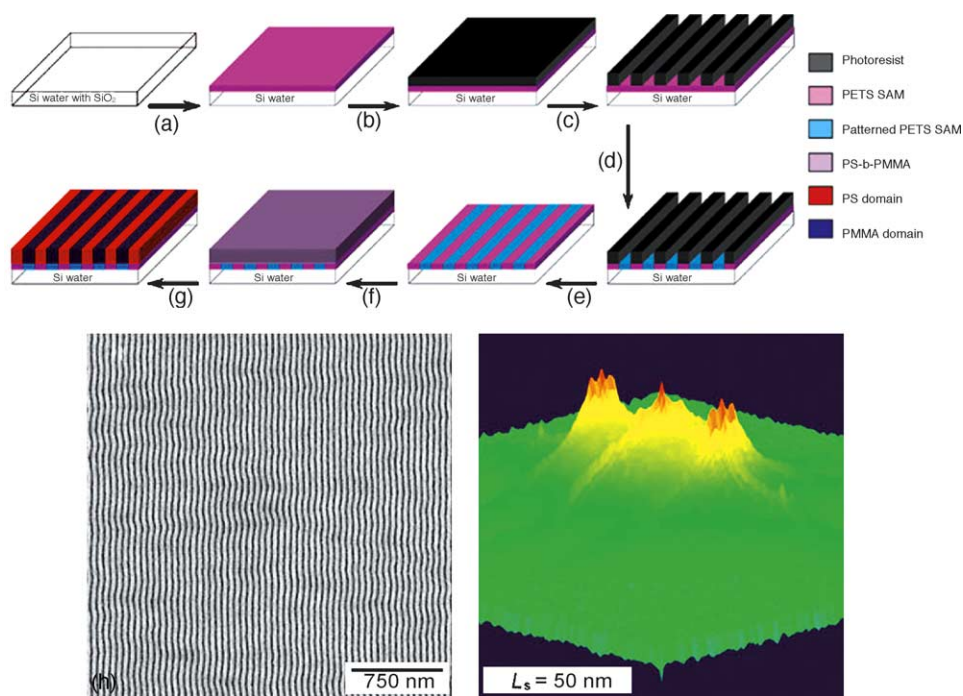 Si water with SiO₂
Si water
Si water
Si water
(a)
(b)
(c)
Photoresist
PETS SAM
Patterned PETS SAM
PS-b-PMMA
PS domain
PMMA domain
(d)
Si water
Si water
Si water
Si water
(g)
(f)
(e)
(h)
750 nm
Ls = 50 nm